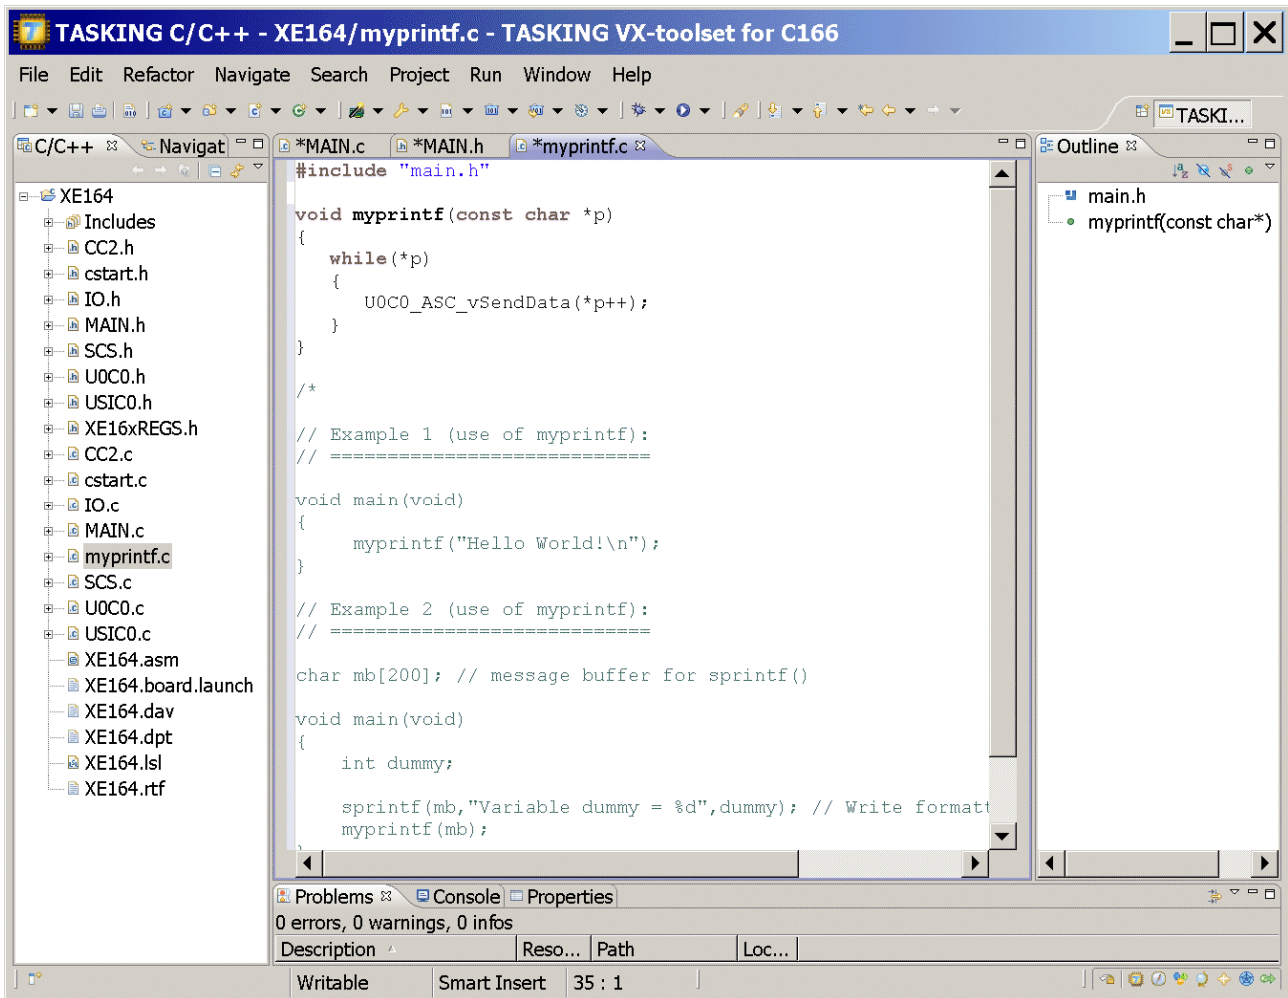 TASKING C/C++ - XE164/myprintf.c - TASKING VX-toolset for C166
File Edit Refactor Navigate Search Project Run Window Help
TASKI...
C/C++ Navigat
*MAIN.c *MAIN.h *myprintf.c
Outline
XE164
Includes
CC2.h
cstart.h
IO.h
MAIN.h
SCS.h
U0C0.h
USIC0.h
XE16xREGS.h
CC2.c
cstart.c
IO.c
MAIN.c
myprintf.c
SCS.c
U0C0.c
USIC0.c
XE164.asm
XE164.board.launch
XE164.dav
XE164.dpt
XE164.lsl
XE164.rtf
#include "main.h"
void myprintf(const char *p)
{
while(*p)
{
U0C0_ASC_vSendData(*p++);
}
}
/*
// Example 1 (use of myprintf):
// ============================
void main(void)
{
myprintf("Hello World!\n");
}
// Example 2 (use of myprintf):
// ============================
char mb[200]; // message buffer for sprintf()
void main(void)
{
int dummy;
sprintf(mb,"Variable dummy = %d",dummy); // Write formatt
myprintf(mb);
main.h
myprintf(const char*)
Problems Console Properties
0 errors, 0 warnings, 0 infos
Description Reso... Path Loc...
Writable Smart Insert 35 : 1